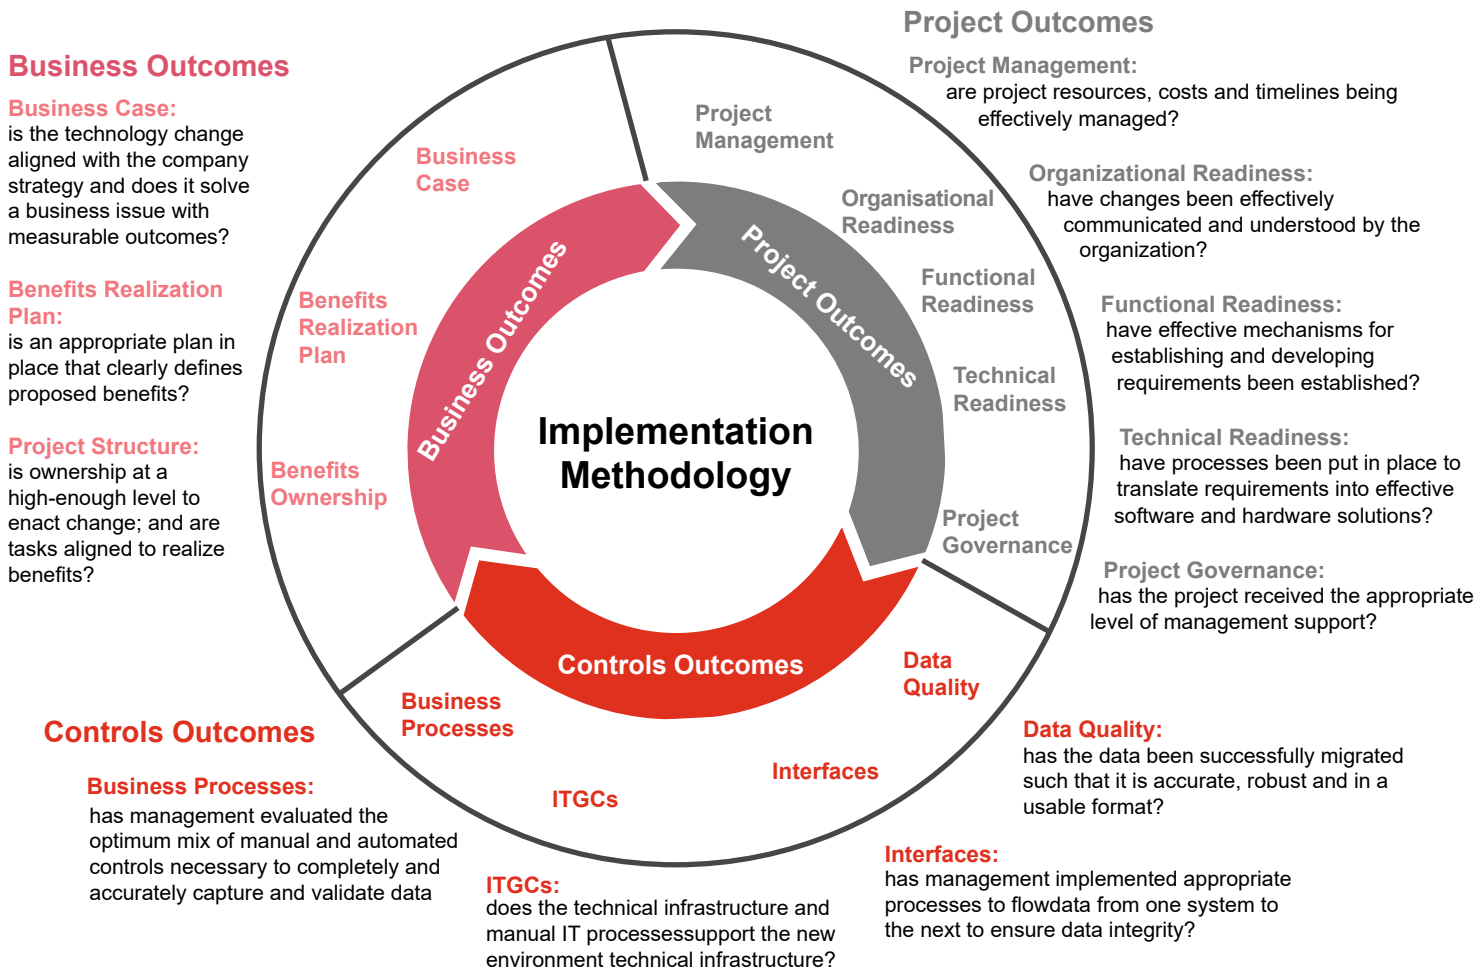 Project Outcomes
Business Outcomes
Business Case:
is the technology change
aligned with the company
strategy and does it solve
a business issue with
measurable outcomes?
Benefits Realization
Plan:
is an appropriate plan in
place that clearly defines
proposed benefits?
Project Structure:
is ownership at a
high-enough level to
enact change; and are
tasks aligned to realize
benefits?
Business
Case
Benefits
Realization
Plan
Benefits
Ownership
Business Outcomes
Project
Management
Organisational
Readiness
Functional
Readiness
Technical
Readiness
Project
Governance
Project Outcomes
Implementation
Methodology
Controls Outcomes
Business
Processes
ITGCs
Interfaces
Data
Quality
Project Management:
are project resources, costs and timelines being
effectively managed?
Organizational Readiness:
have changes been effectively
communicated and understood by the
organization?
Functional Readiness:
have effective mechanisms for
establishing and developing
requirements been established?
Technical Readiness:
have processes been put in place to
translate requirements into effective
software and hardware solutions?
Project Governance:
has the project received the appropriate
level of management support?
Controls Outcomes
Business Processes:
has management evaluated the
optimum mix of manual and automated
controls necessary to completely and
accurately capture and validate data
ITGCs:
does the technical infrastructure and
manual IT processessupport the new
environment technical infrastructure?
Data Quality:
has the data been successfully migrated
such that it is accurate, robust and in a
usable format?
Interfaces:
has management implemented appropriate
processes to flowdata from one system to
the next to ensure data integrity?